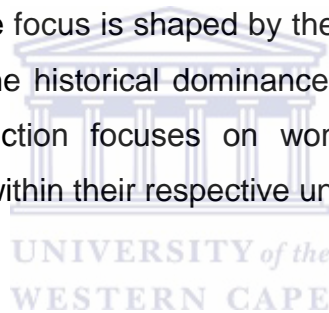 focus is shaped by the
historical dominance
ction focuses on wor
within their respective un
UNIVERSITY of the
WESTERN CAPE